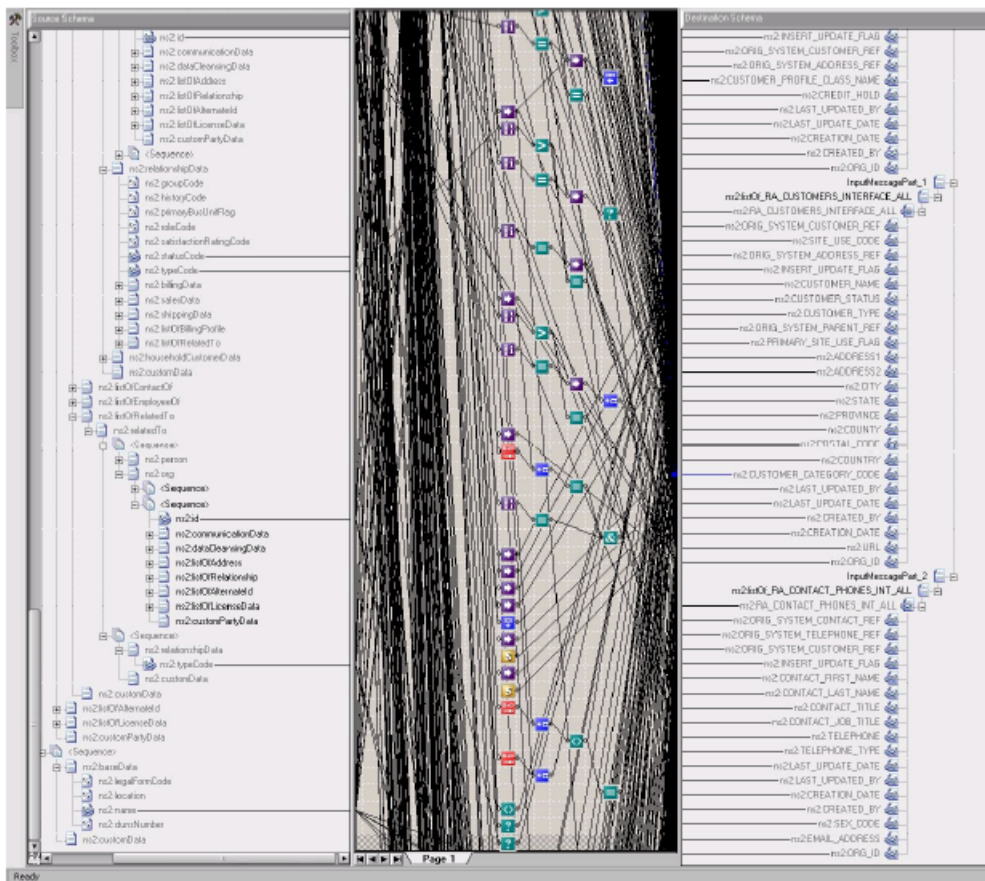 Source Schema
Toolbox
ns2:id
ns2:communicationData
ns2:dataCleansingData
ns2:listOfAddress
ns2:listOfRelationship
ns2:listOfAlternateId
ns2:listOfLicenseData
ns2:customPartyData
<Sequence>
ns2:relationshipData
ns2:groupCode
ns2:historyCode
ns2:primaryBusUnitFlag
ns2:roleCode
ns2:satisfactionRatingCode
ns2:statusCode
ns2:typeCode
ns2:billingData
ns2:salesData
ns2:shippingData
ns2:listOfBillingProfile
ns2:listOfRelatedTo
ns2:householdCustomerData
ns2:customData
ns2:listOfContactOf
ns2:listOfEmployeeOf
ns2:listOfRelatedTo
ns2:relatedTo
<Sequence>
ns2:person
ns2:org
<Sequence>
<Sequence>
ns2:id
ns2:communicationData
ns2:dataCleansingData
ns2:listOfAddress
ns2:listOfRelationship
ns2:listOfAlternateId
ns2:listOfLicenseData
ns2:customPartyData
<Sequence>
ns2:relationshipData
ns2:typeCode
ns2:customData
ns2:customData
ns2:listOfAlternateId
ns2:listOfLicenseData
ns2:customPartyData
<Sequence>
ns2:baseData
ns2:legalFormCode
ns2:location
ns2:name
ns2:dunsNumber
ns2:customData
Page 1
Destination Schema
ns2:INSERT_UPDATE_FLAG
ns2:ORIG_SYSTEM_CUSTOMER_REF
ns2:ORIG_SYSTEM_ADDRESS_REF
ns2:CUSTOMER_PROFILE_CLASS_NAME
ns2:CREDIT_HOLD
ns2:LAST_UPDATED_BY
ns2:LAST_UPDATE_DATE
ns2:CREATION_DATE
ns2:CREATED_BY
ns2:ORG_ID
InputMessagePart_1
ns2:listOf_RA_CUSTOMERS_INTERFACE_ALL
ns2:RA_CUSTOMERS_INTERFACE_ALL
ns2:ORIG_SYSTEM_CUSTOMER_REF
ns2:SITE_USE_CODE
ns2:ORIG_SYSTEM_ADDRESS_REF
ns2:INSERT_UPDATE_FLAG
ns2:CUSTOMER_NAME
ns2:CUSTOMER_STATUS
ns2:CUSTOMER_TYPE
ns2:ORIG_SYSTEM_PARENT_REF
ns2:PRIMARY_SITE_USE_FLAG
ns2:ADDRESS1
ns2:ADDRESS2
ns2:CITY
ns2:STATE
ns2:PROVINCE
ns2:COUNTY
ns2:POSTAL_CODE
ns2:COUNTRY
ns2:CUSTOMER_CATEGORY_CODE
ns2:LAST_UPDATED_BY
ns2:LAST_UPDATE_DATE
ns2:CREATED_BY
ns2:CREATION_DATE
ns2:URL
ns2:ORG_ID
InputMessagePart_2
ns2:listOf_RA_CONTACT_PHONES_INT_ALL
ns2:RA_CONTACT_PHONES_INT_ALL
ns2:ORIG_SYSTEM_CONTACT_REF
ns2:ORIG_SYSTEM_TELEPHONE_REF
ns2:ORIG_SYSTEM_CUSTOMER_REF
ns2:INSERT_UPDATE_FLAG
ns2:CONTACT_FIRST_NAME
ns2:CONTACT_LAST_NAME
ns2:CONTACT_TITLE
ns2:CONTACT_JOB_TITLE
ns2:TELEPHONE
ns2:TELEPHONE_TYPE
ns2:LAST_UPDATE_DATE
ns2:LAST_UPDATED_BY
ns2:CREATION_DATE
ns2:CREATED_BY
ns2:SEX_CODE
ns2:EMAIL_ADDRESS
ns2:ORG_ID
Ready